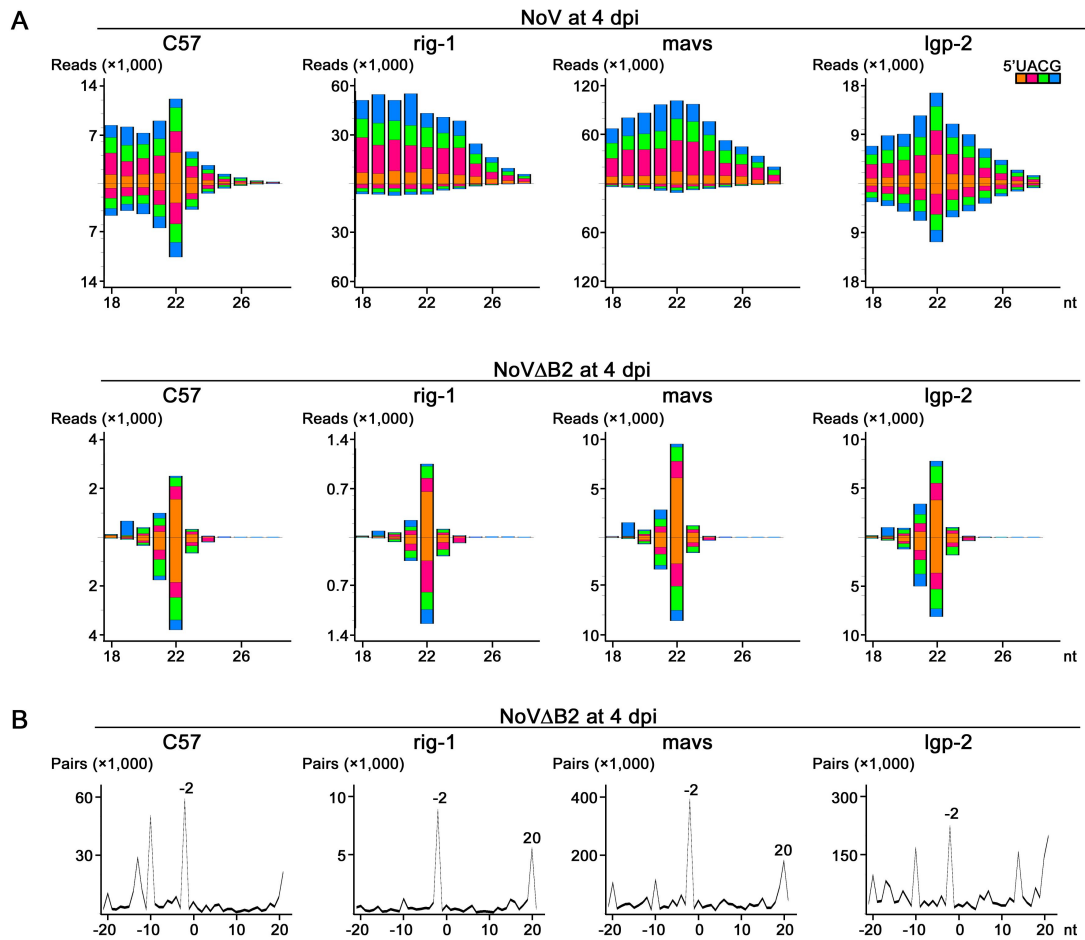 A
NoV at 4 dpi
C57 rig-1 mavs lgp-2
Reads (×1,000) Reads (×1,000) Reads (×1,000) Reads (×1,000) 5'UACG
14 60 120 18
7 30 60 9
7 30 60 9
14 60 120 18
18 22 26 18 22 26 18 22 26 18 22 26 nt
NoVΔB2 at 4 dpi
C57 rig-1 mavs lgp-2
Reads (×1,000) Reads (×1,000) Reads (×1,000) Reads (×1,000)
4 1.4 10 10
2 0.7 5 5
2 0.7 5 5
4 1.4 10 10
18 22 26 18 22 26 18 22 26 18 22 26 nt
B
NoVΔB2 at 4 dpi
C57 rig-1 mavs lgp-2
Pairs (×1,000) Pairs (×1,000) Pairs (×1,000) Pairs (×1,000)
-2 -2 -2 -2
60 10 400 300
20 20
30 5 200 150
-20 -10 0 10 20 -20 -10 0 10 20 -20 -10 0 10 20 -20 -10 0 10 20 nt